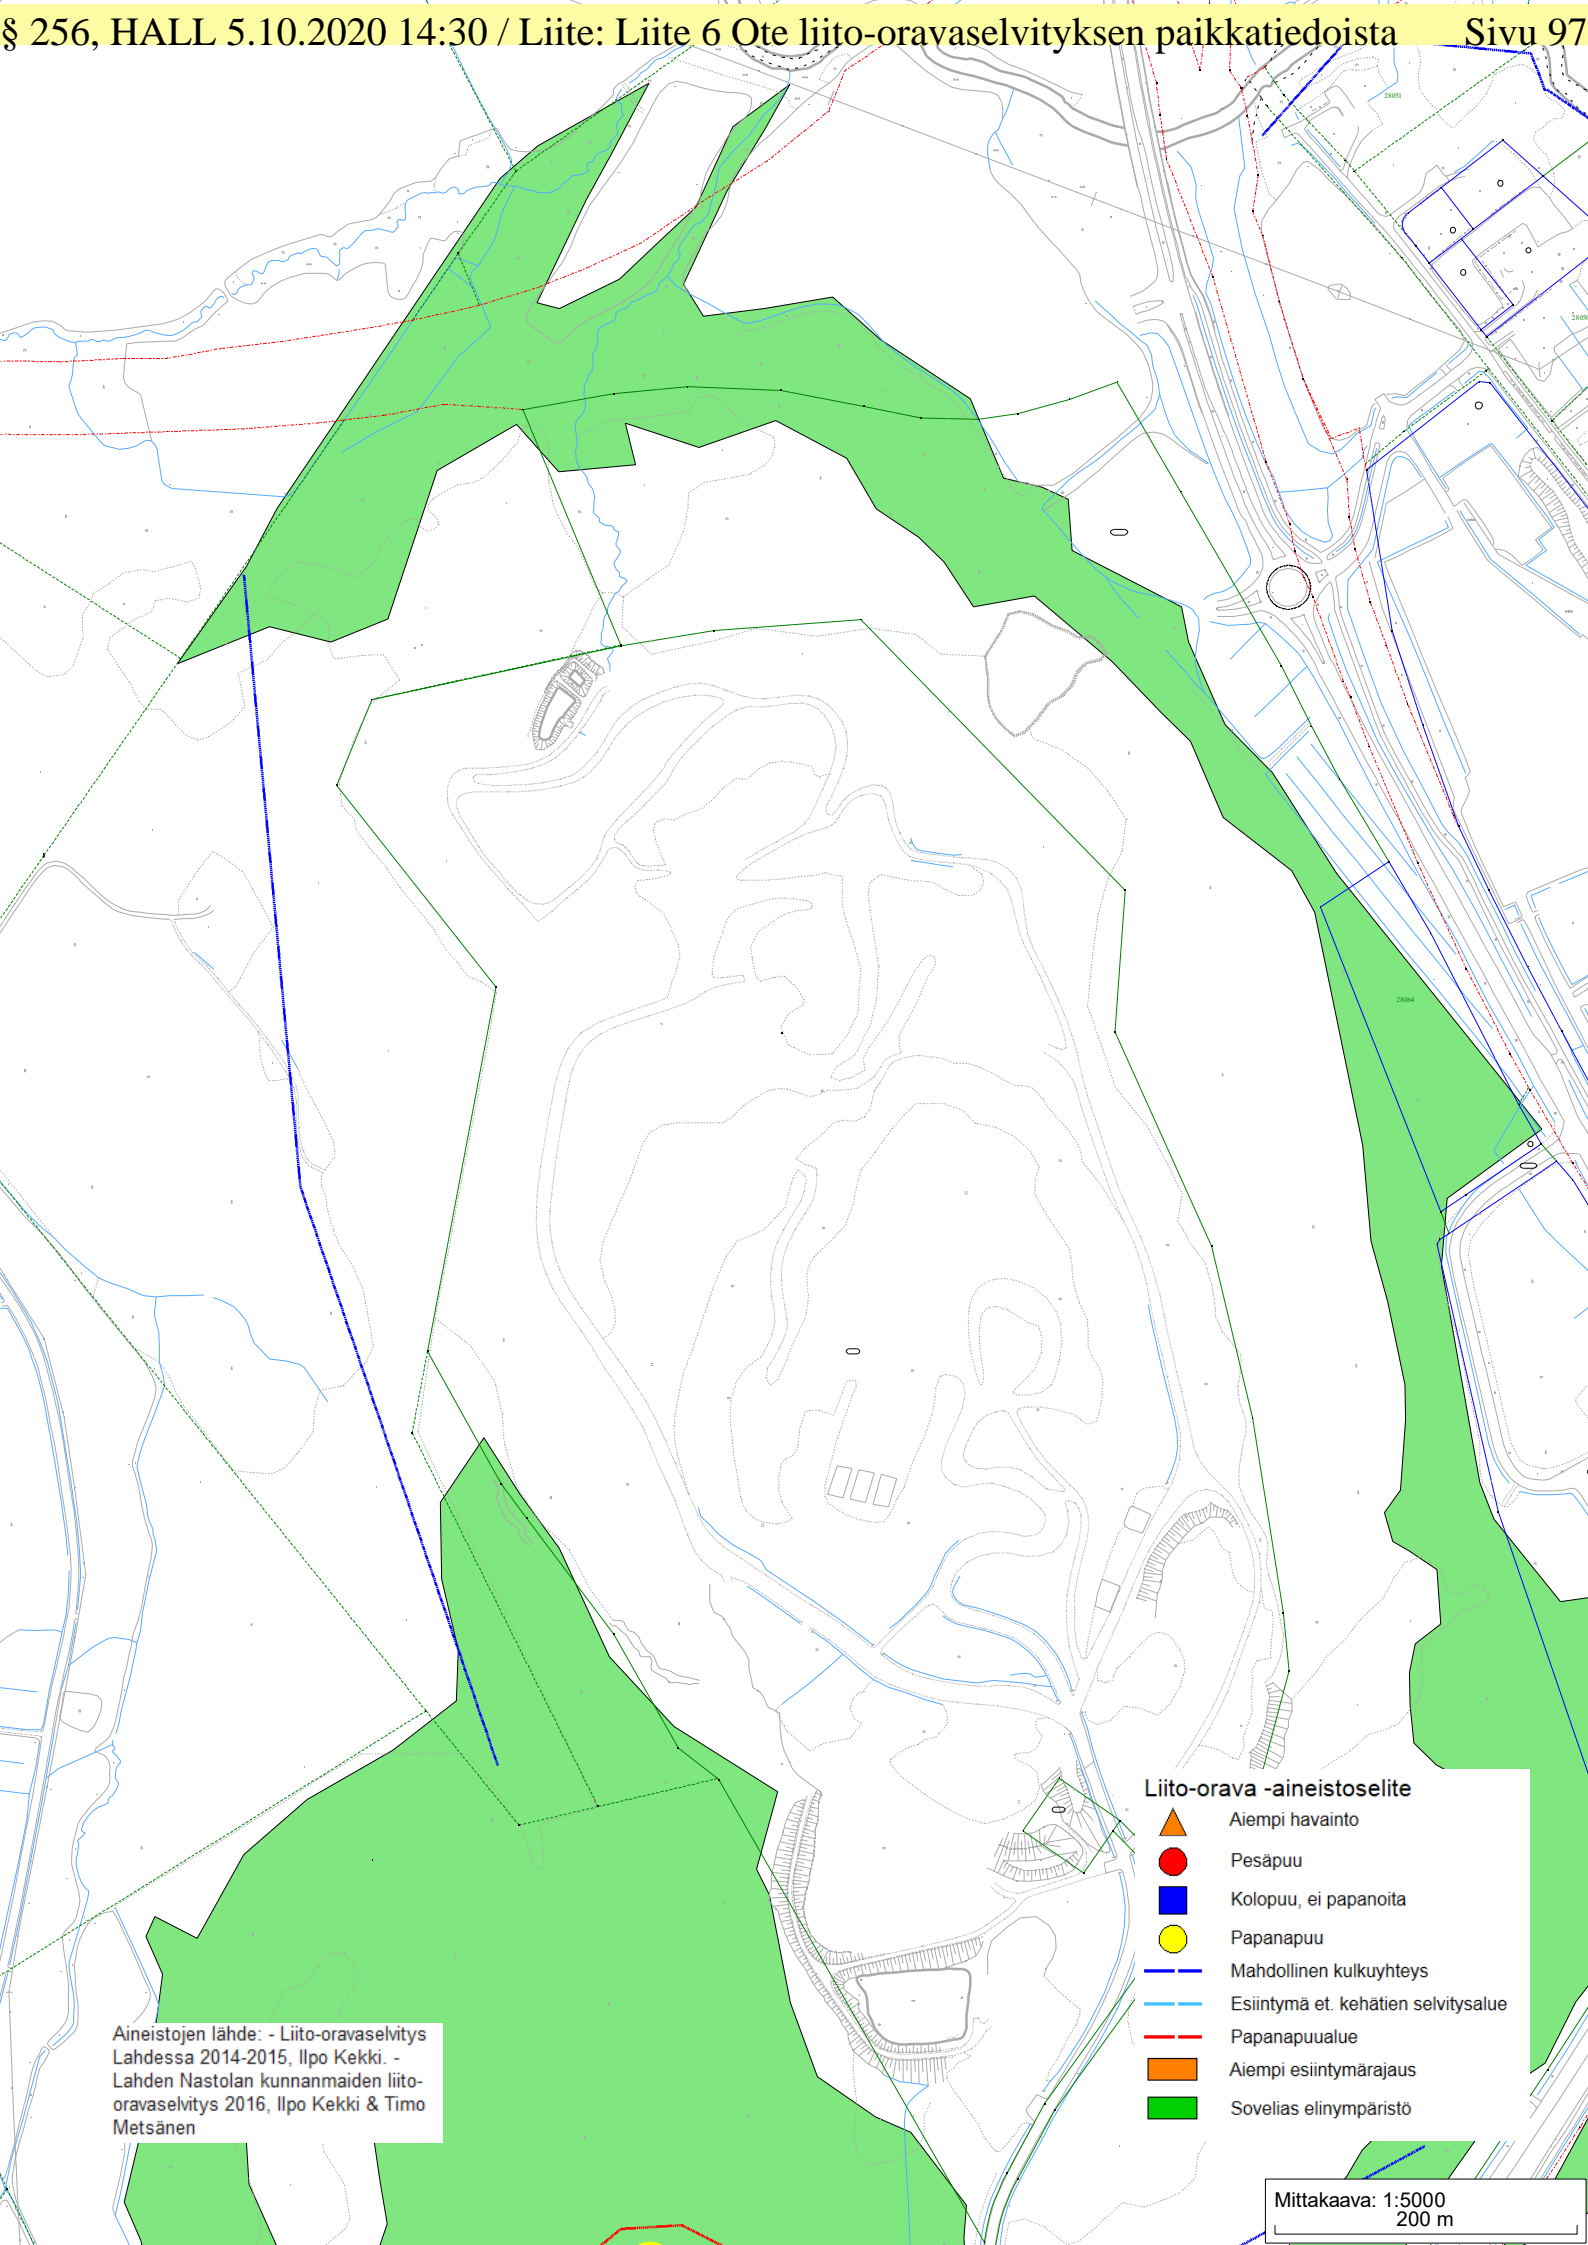 § 256, HALL 5.10.2020 14:30 / Liite: Liite 6 Ote liito-oravaselvityksen paikkatiedoista Sivu 97
28051
28064
Liito-orava -aineistoselite
Aiempi havainto
Pesäpuu
Kolopuu, ei papanoita
Papanapuu
Mahdollinen kulkuyhteys
Esiintymä et. kehätien selvitysalue
Papanapuualue
Aiempi esiintymärajaus
Sovelias elinympäristö
Aineistojen lähde: - Liito-oravaselvitys
Lahdessa 2014-2015, Ilpo Kekki. -
Lahden Nastolan kunnanmaiden liito-
oravaselvitys 2016, Ilpo Kekki & Timo
Metsänen
Mittakaava: 1:5000
200 m